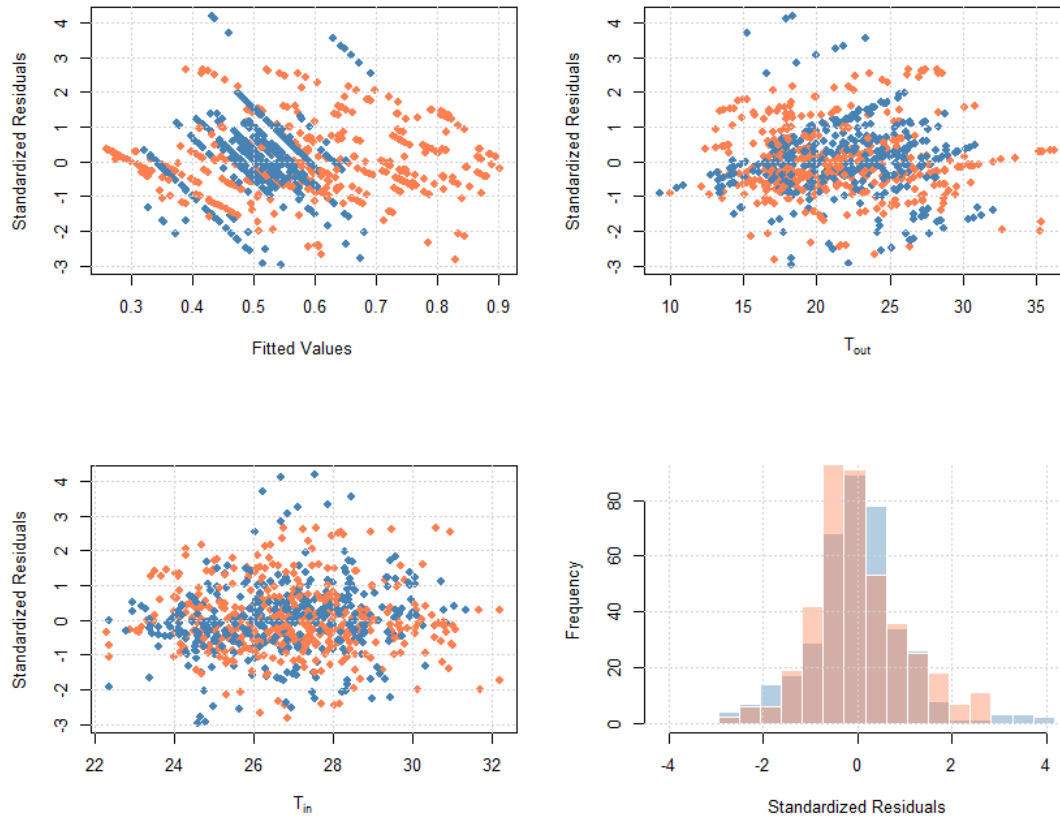 Standardized Residuals
4
3
2
1
0
-1
-2
-3
0.3 0.4 0.5 0.6 0.7 0.8 0.9
Fitted Values
Standardized Residuals
4
3
2
1
0
-1
-2
-3
10 15 20 25 30 35
T_out
Standardized Residuals
4
3
2
1
0
-1
-2
-3
22 24 26 28 30 32
T_in
Frequency
80
60
40
20
0
-4 -2 0 2 4
Standardized Residuals